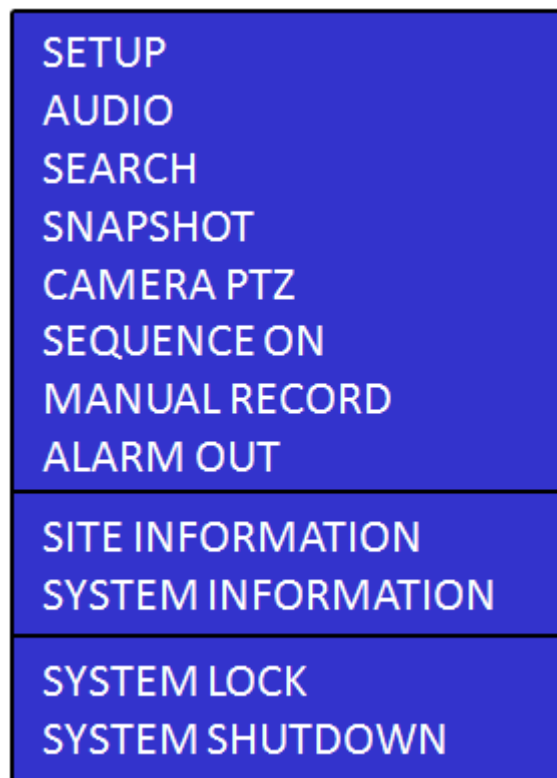 SETUP
AUDIO
SEARCH
SNAPSHOT
CAMERA PTZ
SEQUENCE ON
MANUAL RECORD
ALARM OUT
SITE INFORMATION
SYSTEM INFORMATION
SYSTEM LOCK
SYSTEM SHUTDOWN